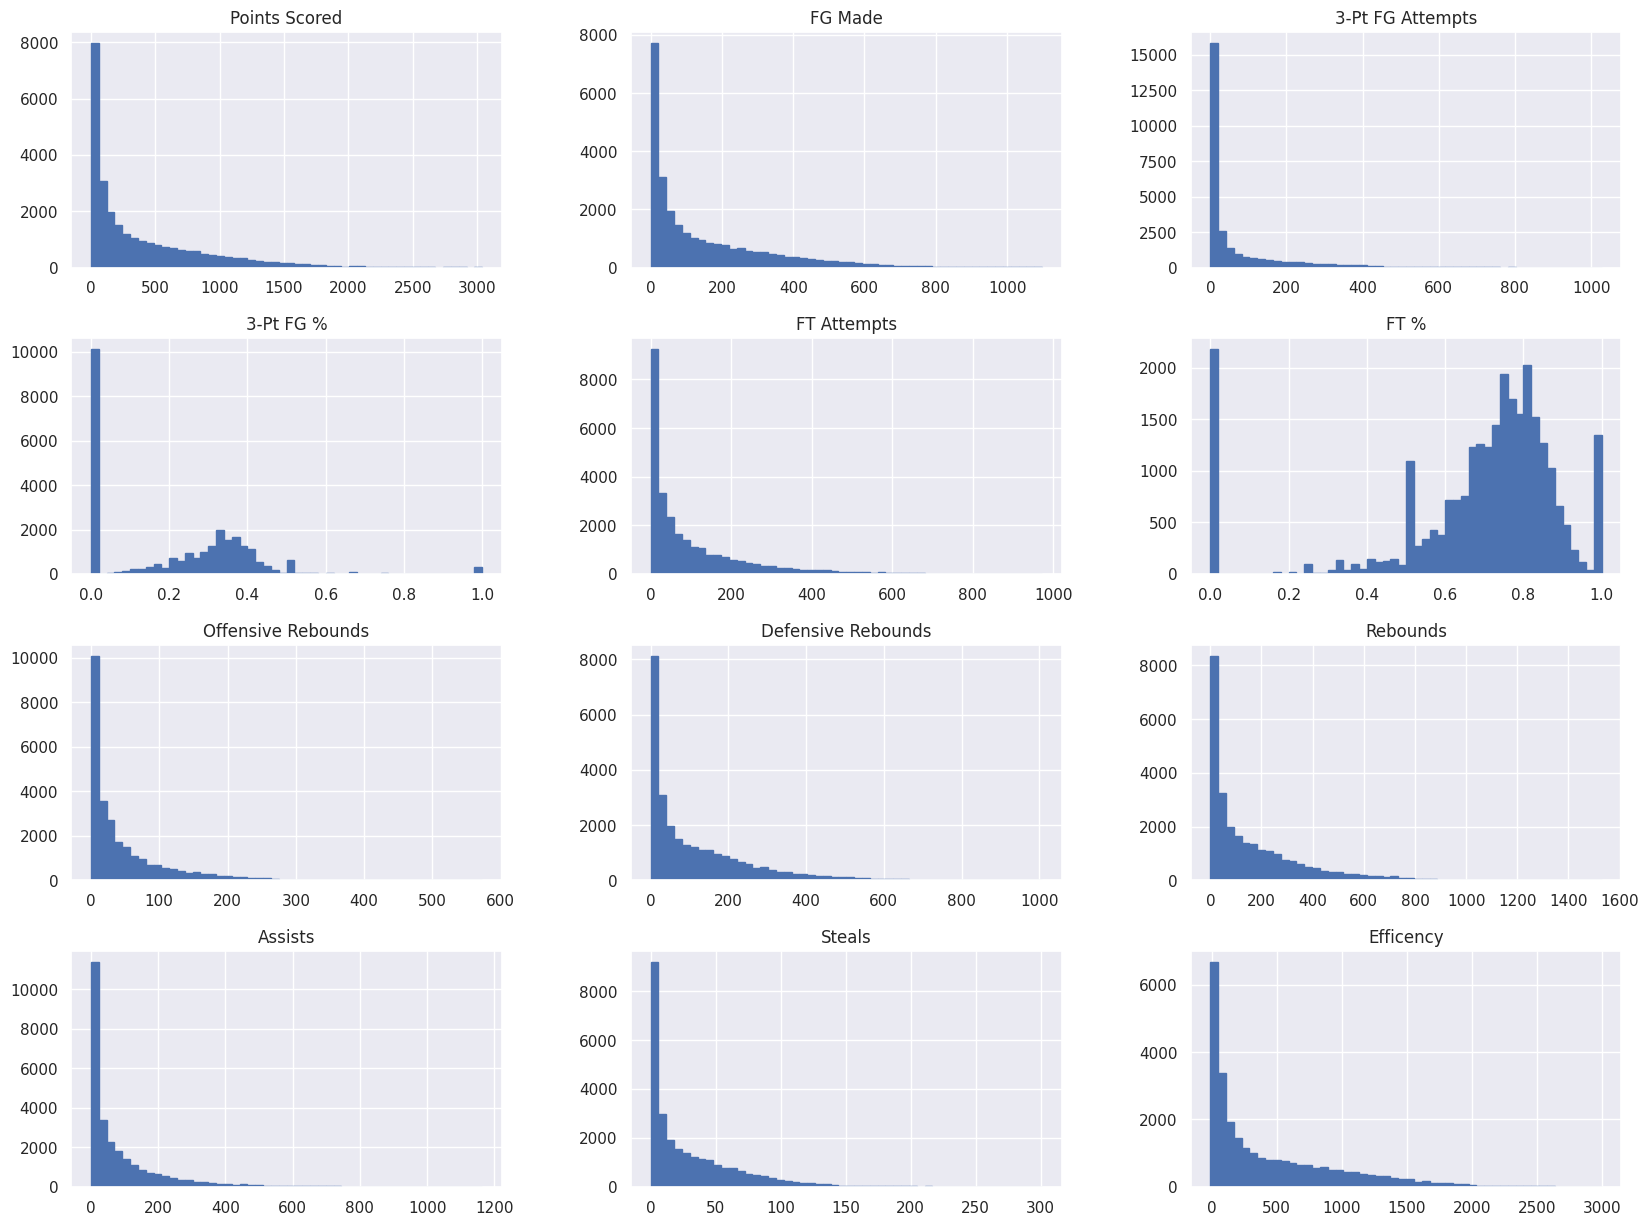 Points Scored
8000
6000
4000
2000
0
0 500 1000 1500 2000 2500 3000
FG Made
8000
6000
4000
2000
0
0 200 400 600 800 1000
3-Pt FG Attempts
15000
12500
10000
7500
5000
2500
0
0 200 400 600 800 1000
3-Pt FG %
10000
8000
6000
4000
2000
0
0.0 0.2 0.4 0.6 0.8 1.0
FT Attempts
8000
6000
4000
2000
0
0 200 400 600 800 1000
FT %
2000
1500
1000
500
0
0.0 0.2 0.4 0.6 0.8 1.0
Offensive Rebounds
10000
8000
6000
4000
2000
0
0 100 200 300 400 500 600
Defensive Rebounds
8000
6000
4000
2000
0
0 200 400 600 800 1000
Rebounds
8000
6000
4000
2000
0
0 200 400 600 800 1000 1200 1400 1600
Assists
10000
8000
6000
4000
2000
0
0 200 400 600 800 1000 1200
Steals
8000
6000
4000
2000
0
0 50 100 150 200 250 300
Efficency
6000
4000
2000
0
0 500 1000 1500 2000 2500 3000